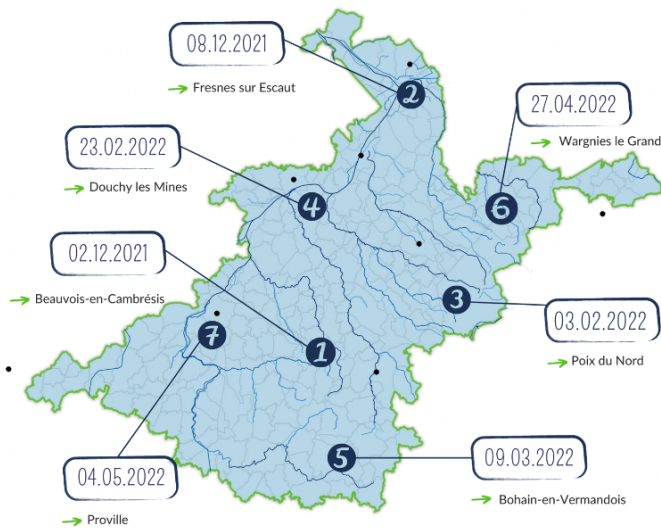 08.12.2021
Fresnes sur Escaut
2
27.04.2022
Wargnies le Grand
23.02.2022
Douchy les Mines
4
6
02.12.2021
Beauvois-en-Cambrésis
3
03.02.2022
Poix du Nord
7
1
04.05.2022
Proville
5
09.03.2022
Bohain-en-Vermandois